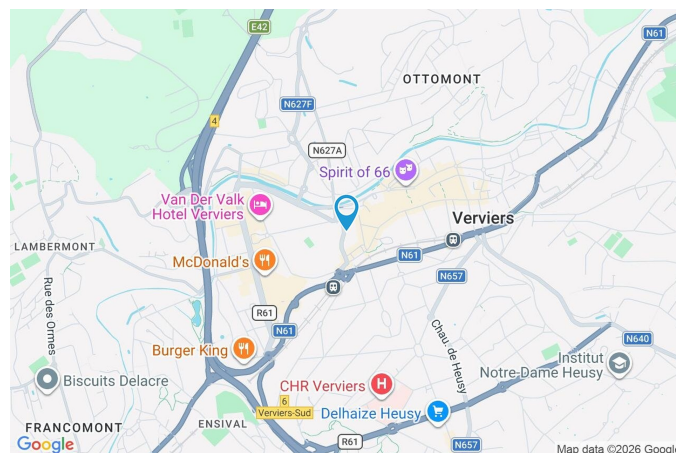 E42
N61
OTTOMONT
N627F
4
N627A
Spirit of 66
Van Der Valk
Hotel Verviers
Verviers
LAMBERMONT
McDonald's
N61
N657
Rue des Ormes
R61
N61
Chau. de Heusy
N640
Burger King
Institut
Notre-Dame Heusy
Biscuits Delacre
CHR Verviers
6
Verviers-Sud
Delhaize Heusy
FRANCOMONT
ENSIVAL
R61
N657
Google
Map data ©2026 Google